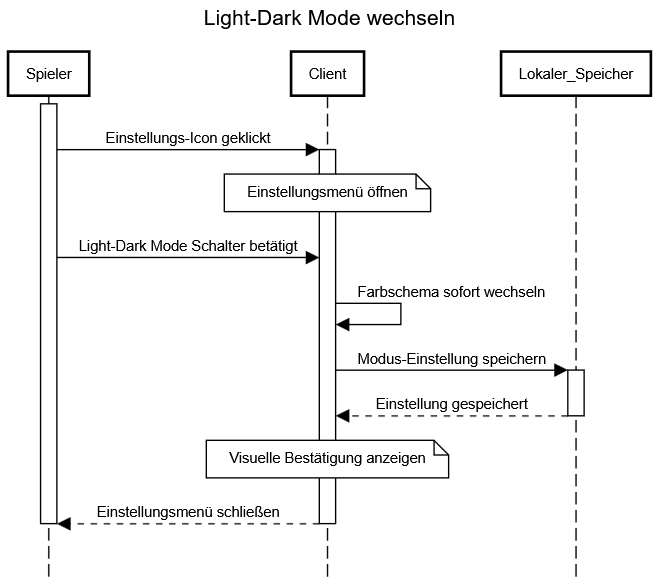 Light-Dark Mode wechseln
Spieler
Client
Lokaler_Speicher
Einstellungs-Icon geklickt
Einstellungsmenü öffnen
Light-Dark Mode Schalter betätigt
Farbschema sofort wechseln
Modus-Einstellung speichern
Einstellung gespeichert
Visuelle Bestätigung anzeigen
Einstellungsmenü schließen